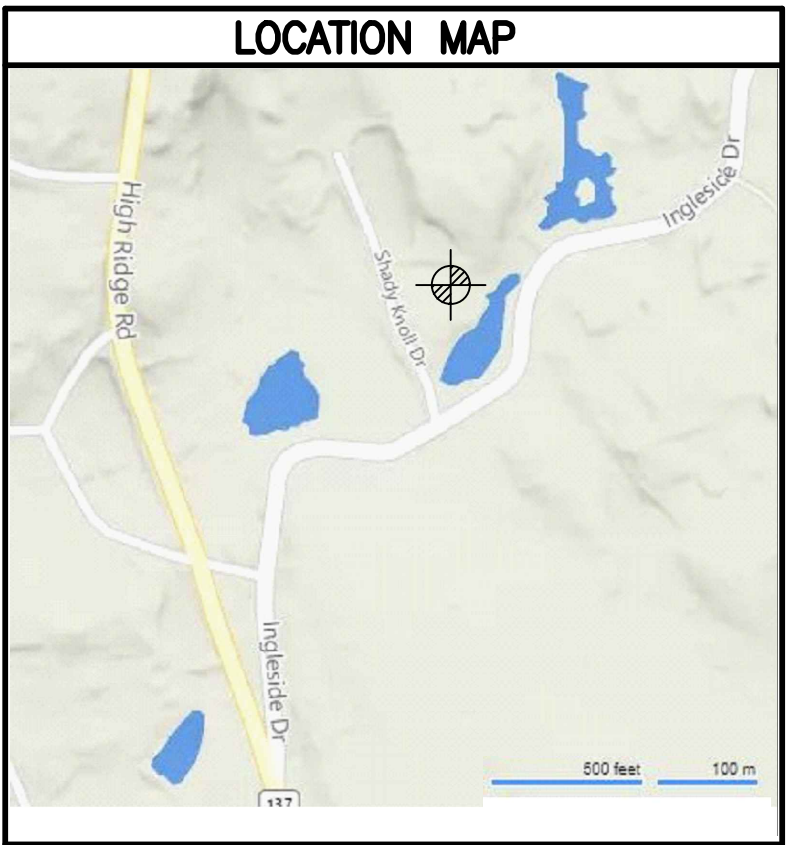 LOCATION MAP
Ingleside Dr
High Ridge Rd
Shady Knoll Dr
Ingleside Dr
500 feet
100 m
137